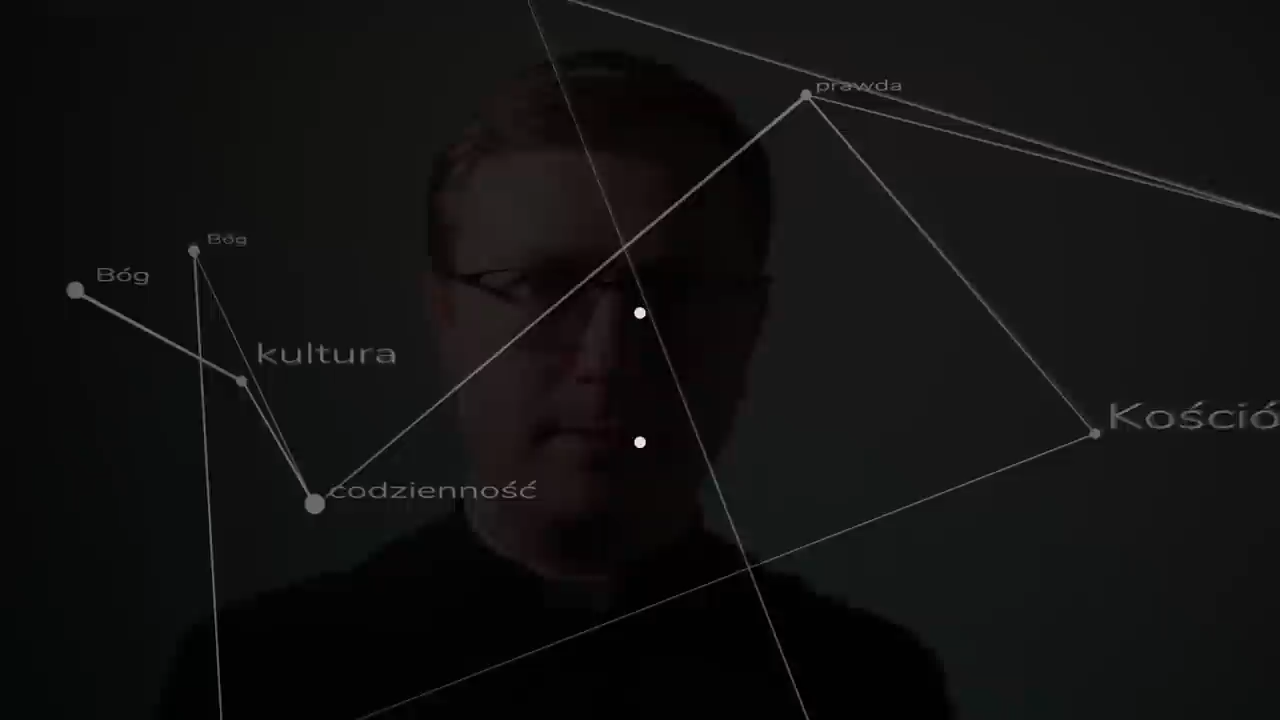 prawda
Bóg
Bóg
kultura
Kośció
codzienność